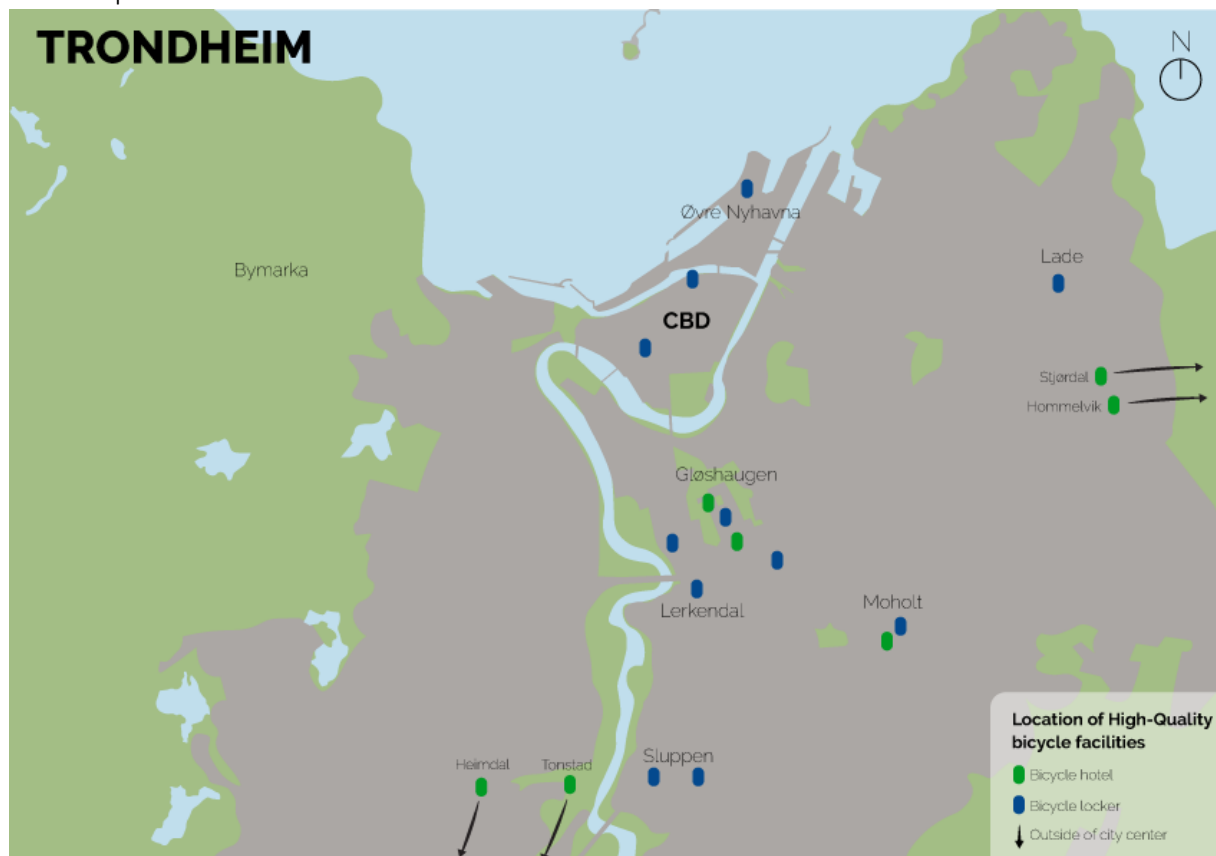 TRONDHEIM
N
Øvre Nyhavna
Bymarka
Lade
CBD
Stjørdal
Hommelvik
Gløshaugen
Lerkendal
Moholt
Heimdal
Tonstad
Sluppen
Location of High-Quality
bicycle facilities
Bicycle hotel
Bicycle locker
Outside of city center